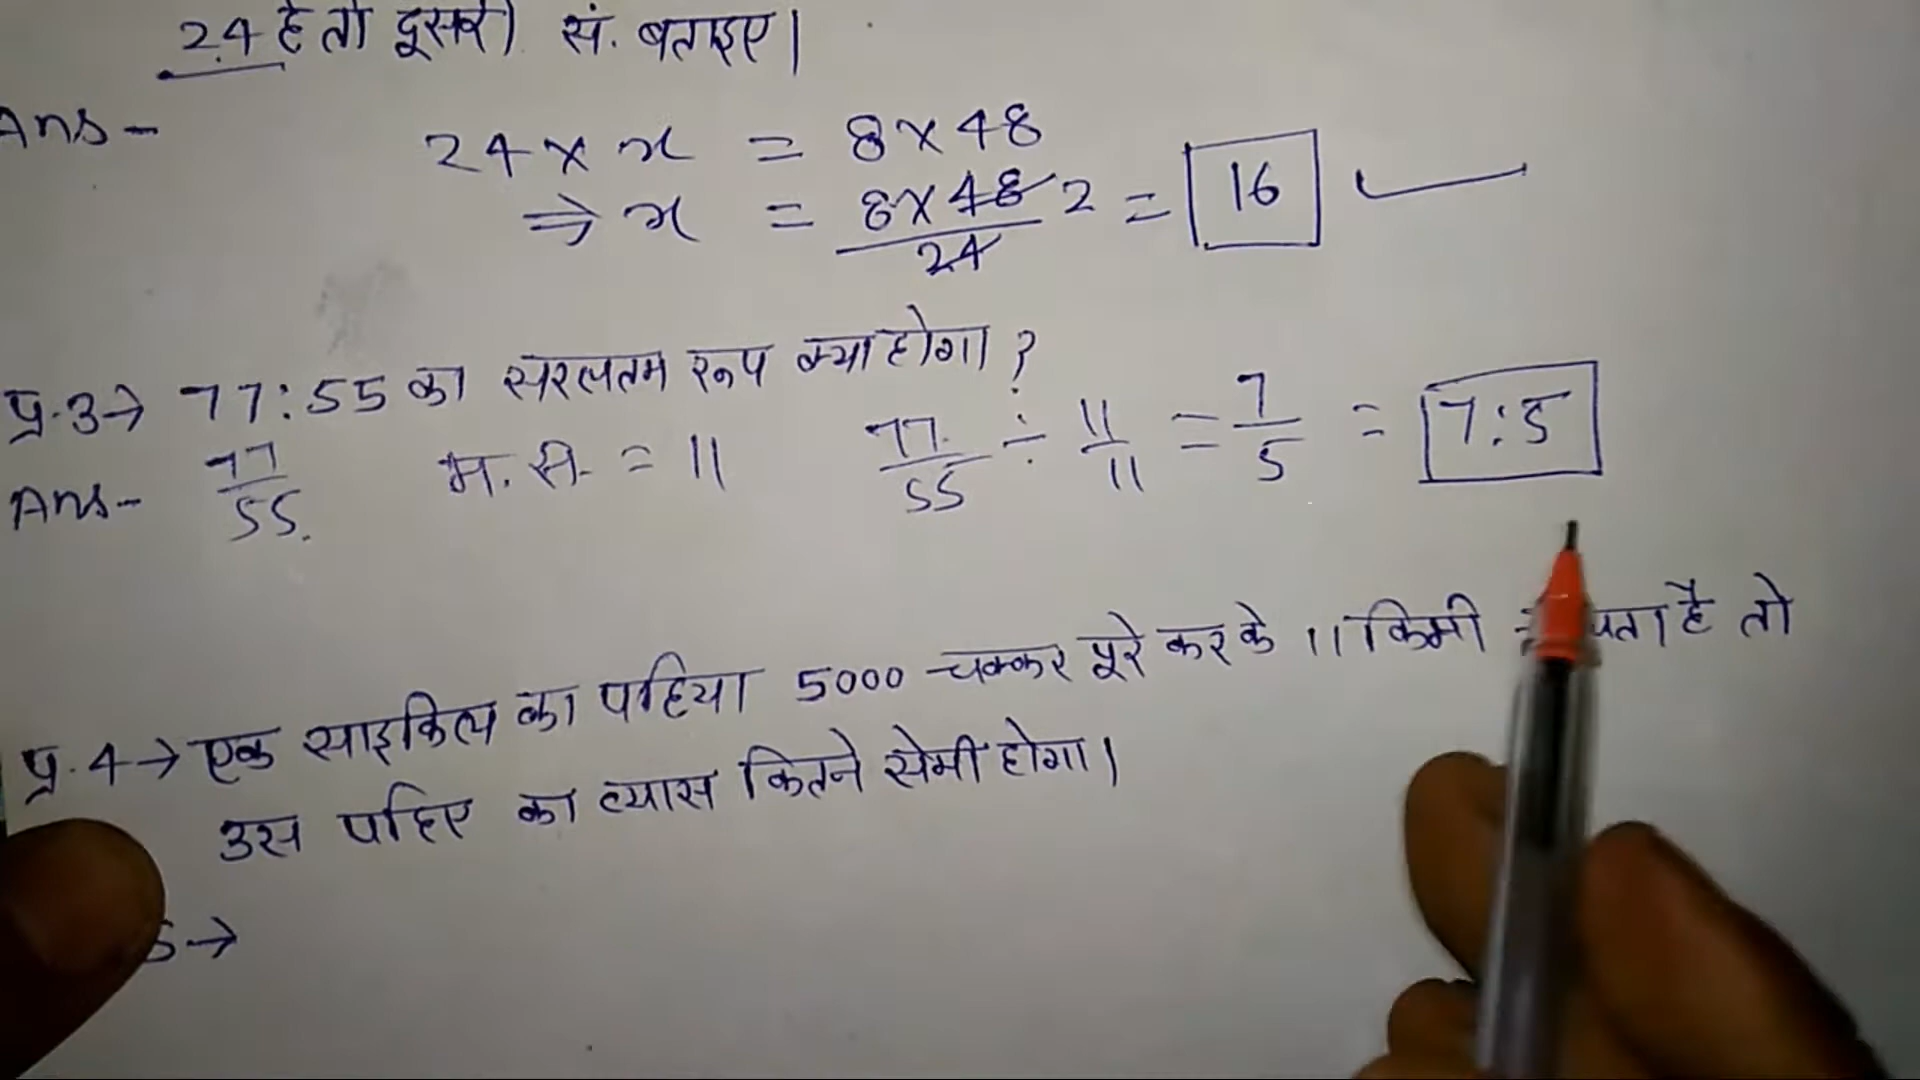 24 है तो दूसरी सं. बताइए।
Ans - 24 × x = 8 × 48
⇒ x = 8×48 2 / 24 = 16
प्र.3→ 77:55 का सरलतम रूप क्या होगा?
Ans- 77/55. म.स. = 11 77/55 ÷ 11/11 = 7/5 = 7:5
प्र.4→ एक साइकिल का पहिया 5000 चक्कर पूरे करके 11 किमी है तो
उस पहिए का व्यास कितने सेमी होगा।
s→